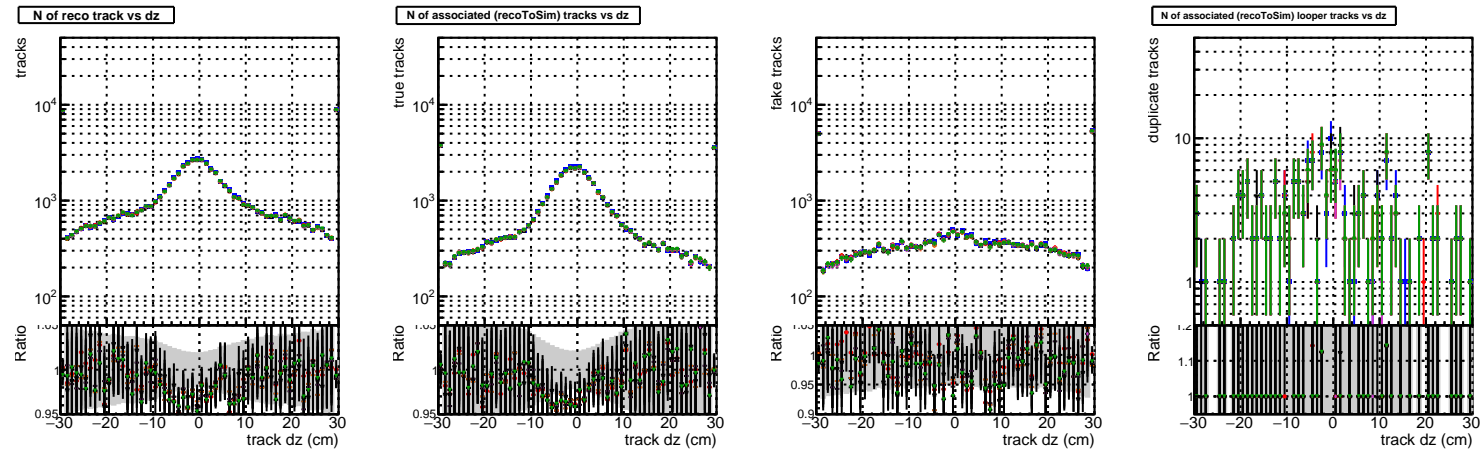 N of reco track vs dz
tracks
10⁴
10³
10²
Ratio
1
0.95
−30 −20 −10 0 10 20 30
track dz (cm)
N of associated (recoToSim) tracks vs dz
true tracks
10⁴
10³
10²
Ratio
1
0.95
−30 −20 −10 0 10 20 30
track dz (cm)
fake tracks
10⁴
10³
10²
Ratio
1
0.95
0.9
−30 −20 −10 0 10 20 30
track dz (cm)
N of associated (recoToSim) looper tracks vs dz
duplicate tracks
10
1
Ratio
1.2
1.1
1
−30 −20 −10 0 10 20 30
track dz (cm)